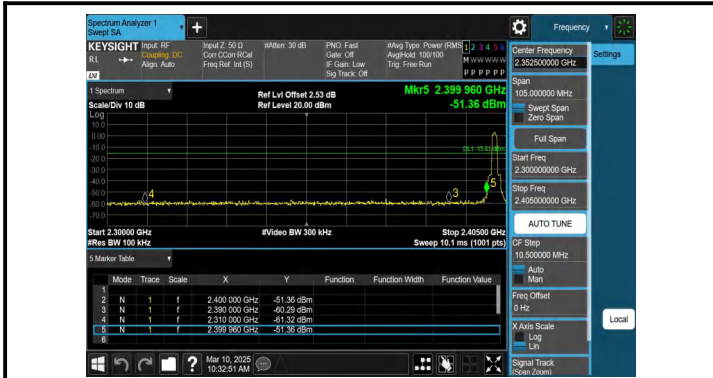 Spectrum Analyzer 1
Swept SA
+
Frequency
KEYSIGHT Input: RF Input Z: 50 Ω #Atten: 30 dB PNO: Fast #Avg Type: Power (RMS 1 2 3 4 5 6
RL Coupling: DC Corr CCorr RCal Gate: Off Avg|Hold: 100/100 M W W W W W
Align: Auto Freq Ref: Int (S) IF Gain: Low Trig: Free Run
Sig Track: Off P P P P P P
LVI
1 Spectrum
Ref Lvl Offset 2.53 dB
Mkr5 2.399 960 GHz
Scale/Div 10 dB Ref Level 20.00 dBm -51.36 dBm
Log
10.0
0.00
-10.0
DL1 -15.63 dBm
-20.0
-30.0
-40.0
-50.0
4 3 5
-60.0
-70.0
Start 2.30000 GHz #Video BW 300 kHz Stop 2.40500 GHz
#Res BW 100 kHz Sweep 10.1 ms (1001 pts)
5 Marker Table
Mode Trace Scale X Y Function Function Width Function Value
1
2 N 1 f 2.400 000 GHz -51.36 dBm
3 N 1 f 2.390 000 GHz -60.29 dBm
4 N 1 f 2.310 000 GHz -61.32 dBm
5 N 1 f 2.399 960 GHz -51.36 dBm
6
? Mar 10, 2025
10:32:51 AM
Center Frequency
2.352500000 GHz
Settings
Span
105.000000 MHz
Swept Span
Zero Span
Full Span
Start Freq
2.300000000 GHz
Stop Freq
2.405000000 GHz
AUTO TUNE
CF Step
10.500000 MHz
Auto
Man
Freq Offset
0 Hz
Local
X Axis Scale
Log
Lin
Signal Track
(Span Zoom)